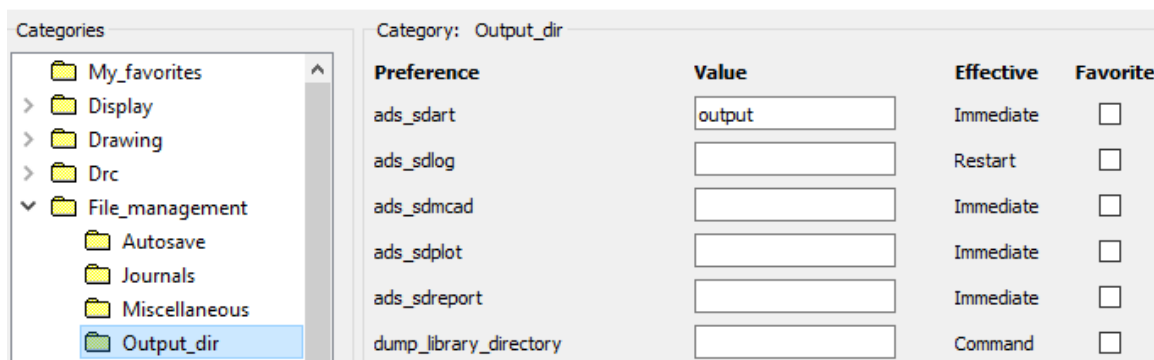 Categories
My_favorites
Display
Drawing
Drc
File_management
Autosave
Journals
Miscellaneous
Output_dir
Category: Output_dir
Preference Value Effective Favorite
ads_sdart output Immediate
ads_sdlog Restart
ads_sdmcad Immediate
ads_sdplot Immediate
ads_sdreport Immediate
dump_library_directory Command